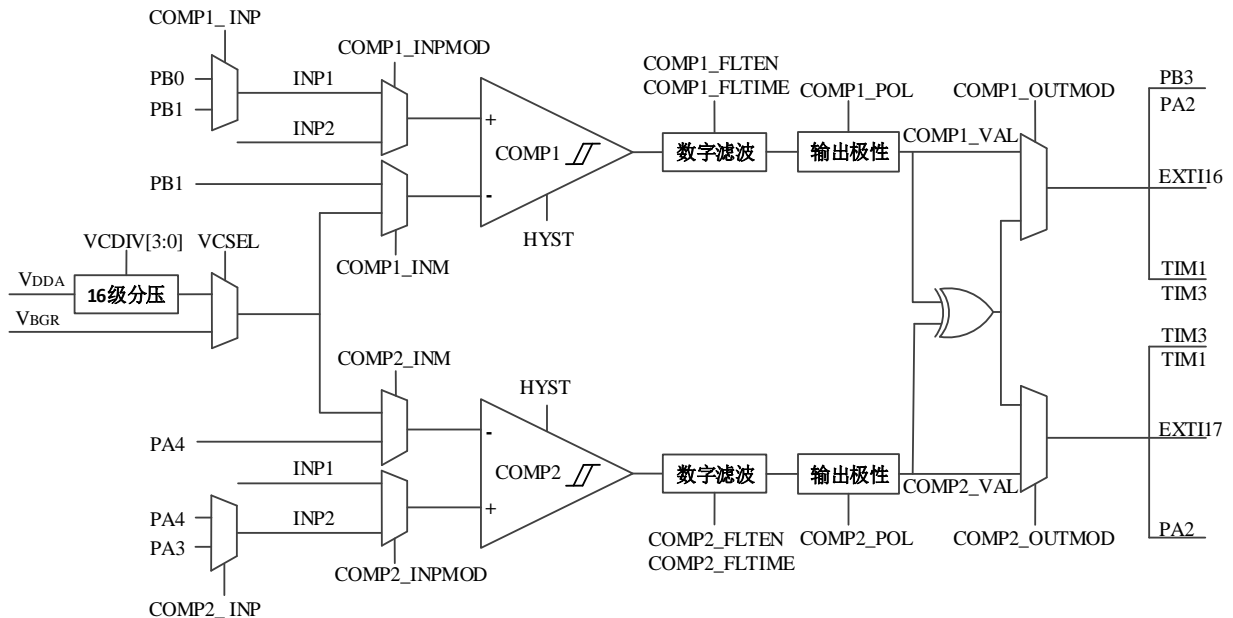 COMP1_ INP
COMP1_INPMOD
PB0
PB1
INP1
INP2
+
COMP1
-
HYST
COMP1_FLTEN
COMP1_FLTIME
数字滤波
COMP1_POL
输出极性
COMP1_VAL
COMP1_OUTMOD
PB3
PA2
EXTI16
TIM1
TIM3
PB1
COMP1_INM
VCDIV[3:0]
VCSEL
VDDA
16级分压
VBGR
COMP2_INM
PA4
INP1
INP2
PA4
PA3
COMP2_INPMOD
COMP2_ INP
HYST
-
COMP2
+
数字滤波
COMP2_FLTEN
COMP2_FLTIME
输出极性
COMP2_POL
COMP2_VAL
COMP2_OUTMOD
TIM3
TIM1
EXTI17
PA2